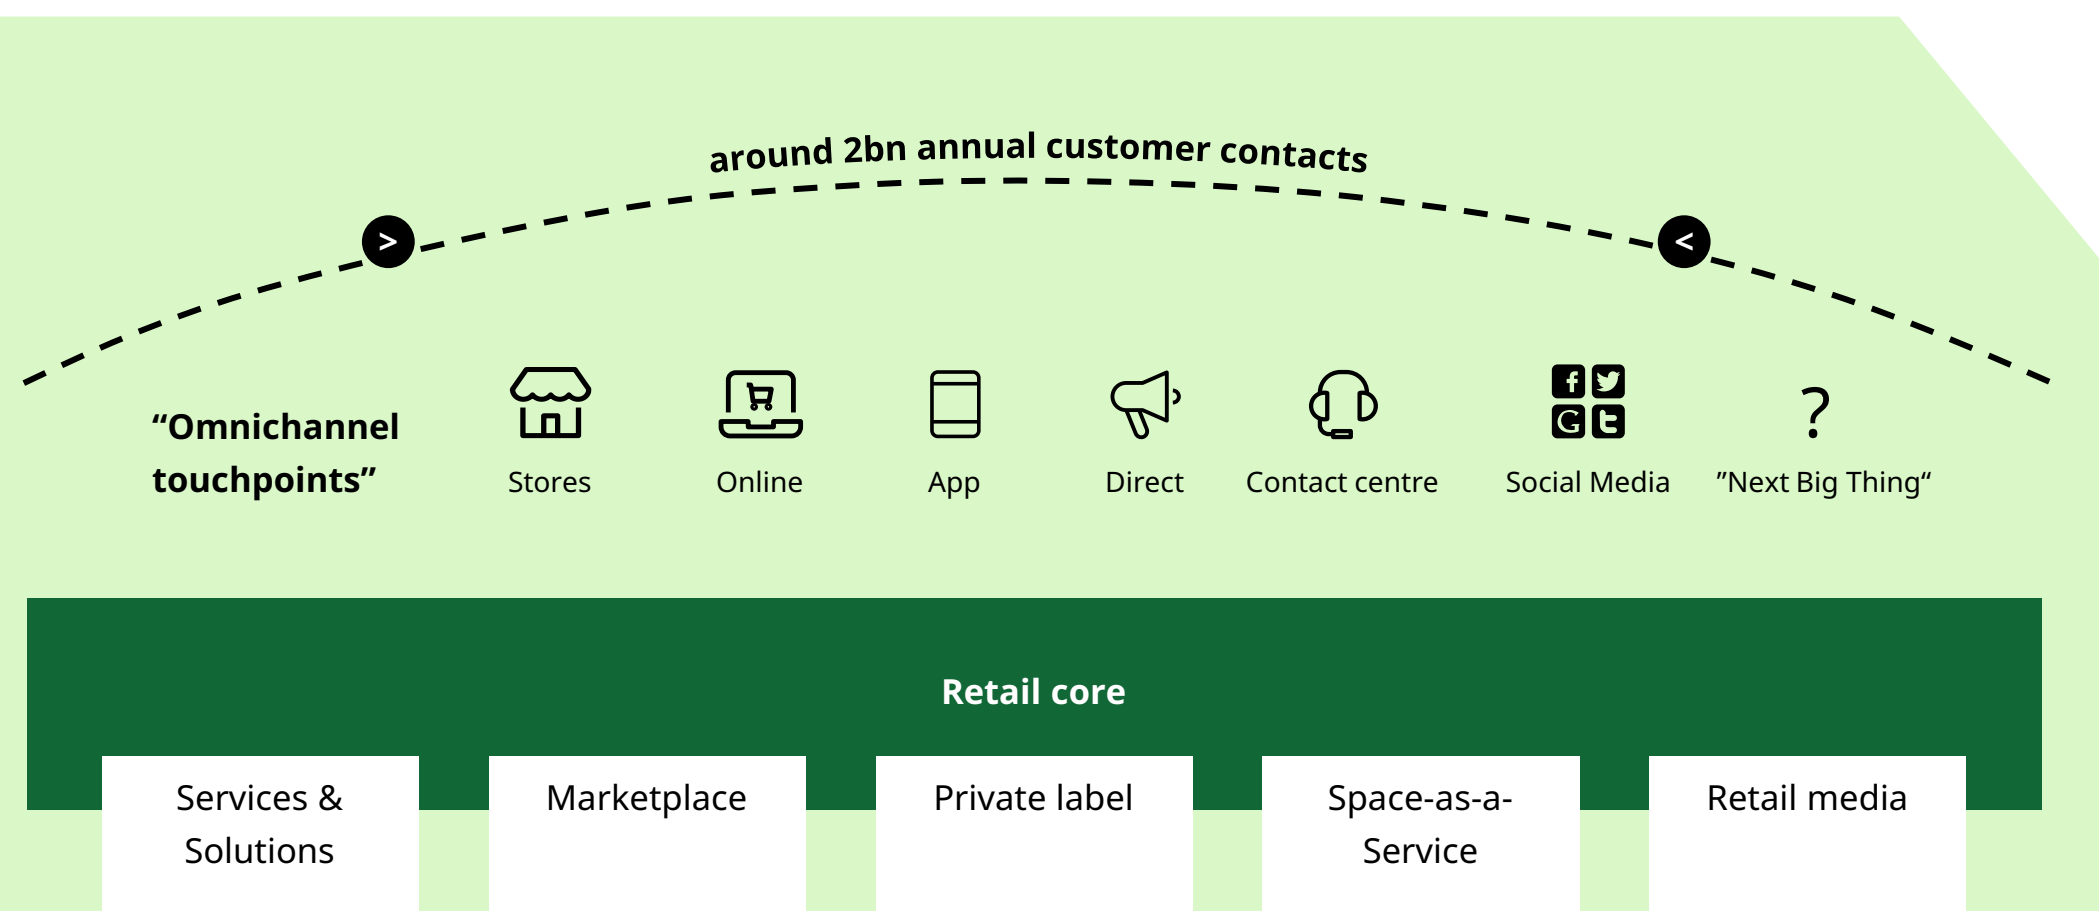 around 2bn annual customer contacts
> <
“Omnichannel
touchpoints”
?
Stores Online App Direct Contact centre Social Media ”Next Big Thing“
Retail core
Services &
Solutions
Marketplace
Private label
Space-as-a-
Service
Retail media